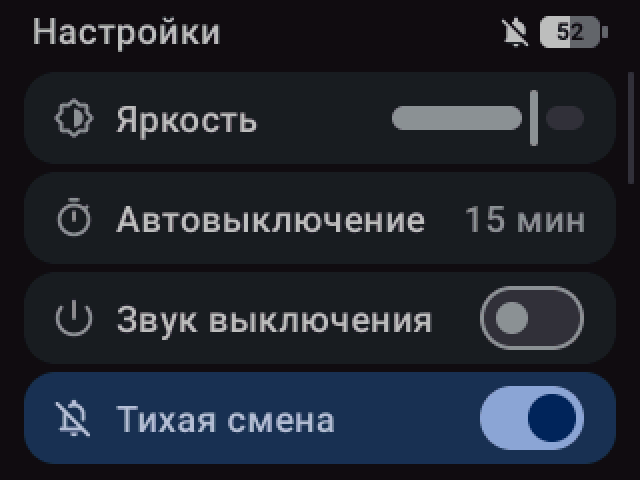 Настройки 52
Яркость
Автовыключение 15 мин
Звук выключения
Тихая смена